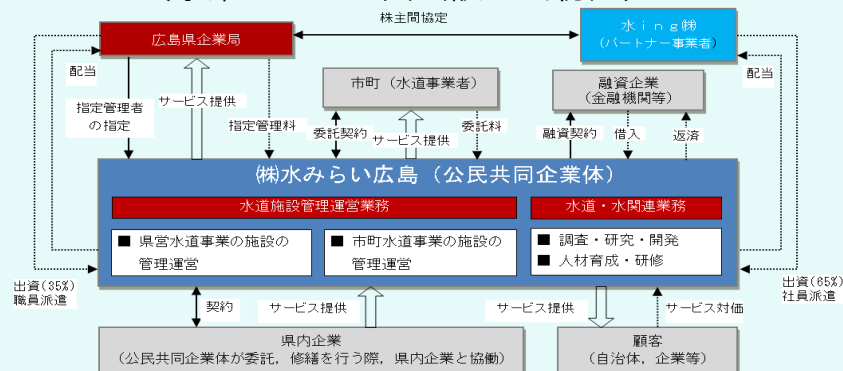 株主間協定
広島県企業局
水ing㈱
(パートナー事業者)
配当
配当
指定管理者
の指定
サービス提供
指定管理料
市町(水道事業者)
委託契約
サービス提供
委託料
融資企業
(金融機関等)
融資契約
借入
返済
㈱水みらい広島(公民共同企業体)
水道施設管理運営業務
水道・水関連業務
■ 県営水道事業の施設の
管理運営
■ 市町水道事業の施設の
管理運営
■ 調査・研究・開発
■ 人材育成・研修
出資(35%)
職員派遣
出資(65%)
社員派遣
契約
サービス提供
サービス提供
サービス対価
県内企業
(公民共同企業体が委託,修繕を行う際,県内企業と協働)
顧客
(自治体,企業等)